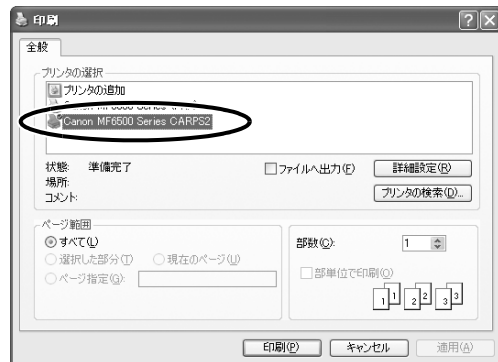 印刷
全般
プリンタの選択
プリンタの追加
Canon MF6500 Series CARPS2
状態: 準備完了
場所:
コメント:
ファイルへ出力(F)
詳細設定(R)
プリンタの検索(D)...
ページ範囲
すべて(L)
選択した部分(T) 現在のページ(U)
ページ指定(G):
部数(C): 1
部単位で印刷(O)
1 1 2 2 3 3
印刷(P) キャンセル 適用(A)